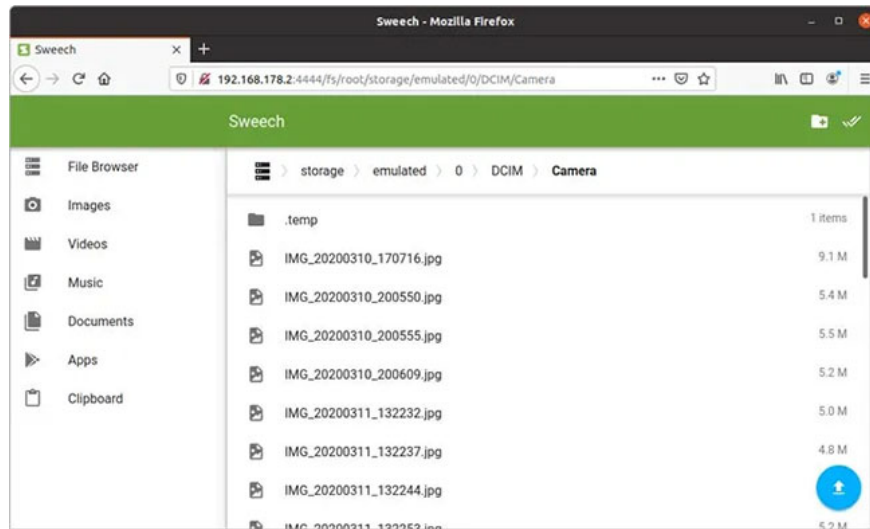 Sweech - Mozilla Firefox
Sweech
192.168.178.2:4444/fs/root/storage/emulated/0/DCIM/Camera
Sweech
File Browser
Images
Videos
Music
Documents
Apps
Clipboard
storage emulated 0 DCIM Camera
.temp 1 items
IMG_20200310_170716.jpg 9.1 M
IMG_20200310_200550.jpg 5.4 M
IMG_20200310_200555.jpg 5.5 M
IMG_20200310_200609.jpg 5.2 M
IMG_20200311_132232.jpg 5.0 M
IMG_20200311_132237.jpg 4.8 M
IMG_20200311_132244.jpg
IMG_20200311_132253.jpg 5.2 M